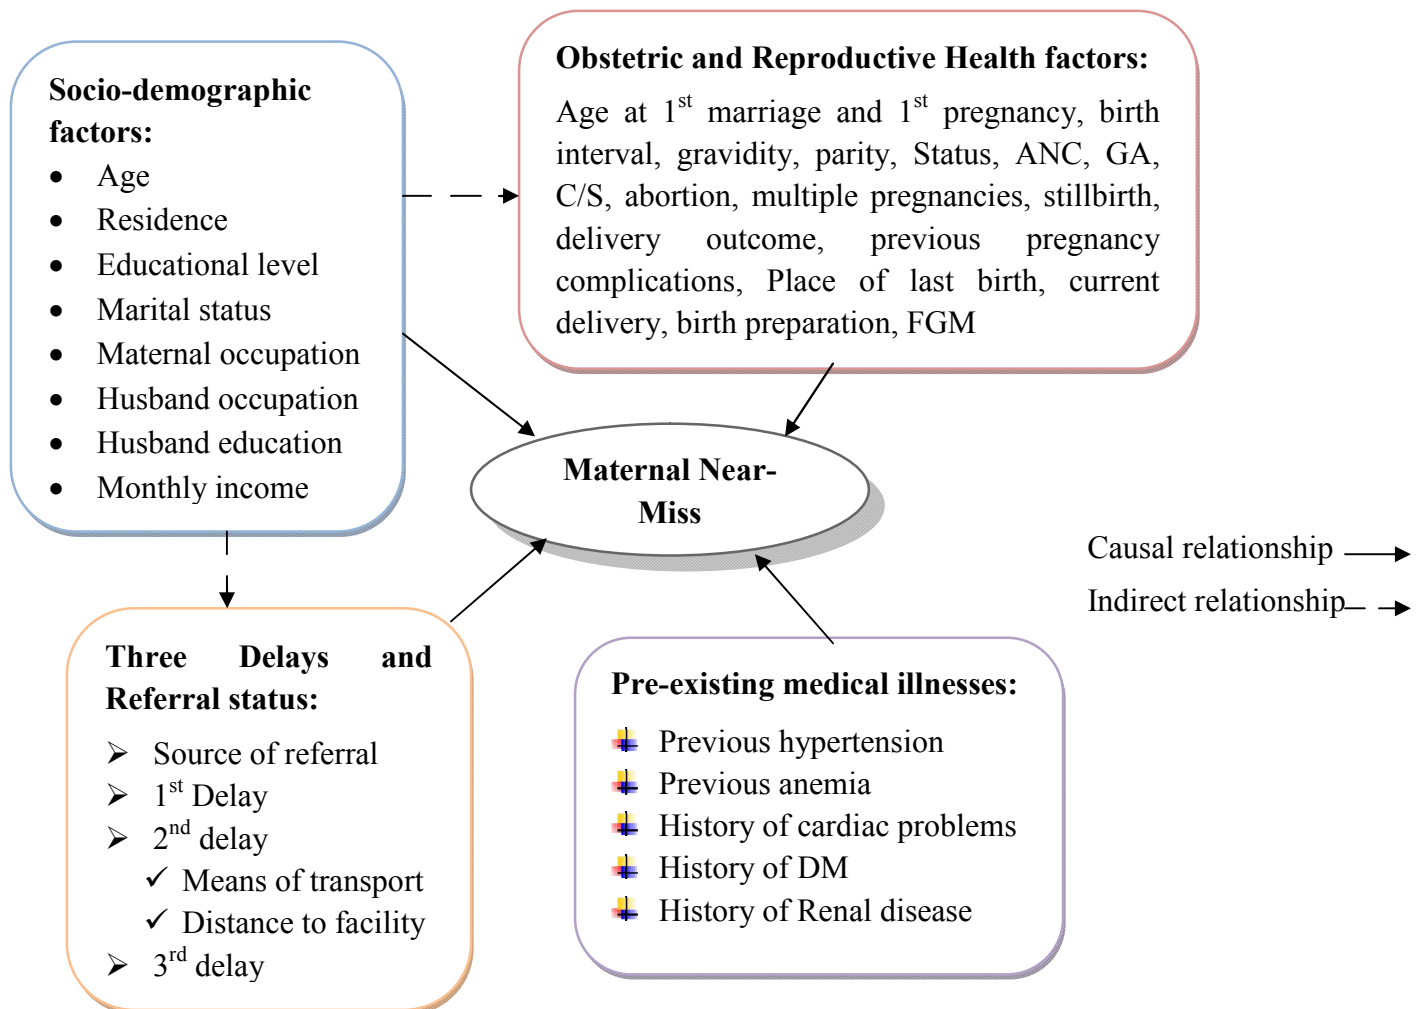 Socio-demographic
factors:
• Age
• Residence
• Educational level
• Marital status
• Maternal occupation
• Husband occupation
• Husband education
• Monthly income
Obstetric and Reproductive Health factors:
Age at 1st marriage and 1st pregnancy, birth
interval, gravidity, parity, Status, ANC, GA,
C/S, abortion, multiple pregnancies, stillbirth,
delivery outcome, previous pregnancy
complications, Place of last birth, current
delivery, birth preparation, FGM
Maternal Near-
Miss
Causal relationship
Indirect relationship
Three Delays and
Referral status:
➢ Source of referral
➢ 1st Delay
➢ 2nd delay
✓ Means of transport
✓ Distance to facility
➢ 3rd delay
Pre-existing medical illnesses:
Previous hypertension
Previous anemia
History of cardiac problems
History of DM
History of Renal disease